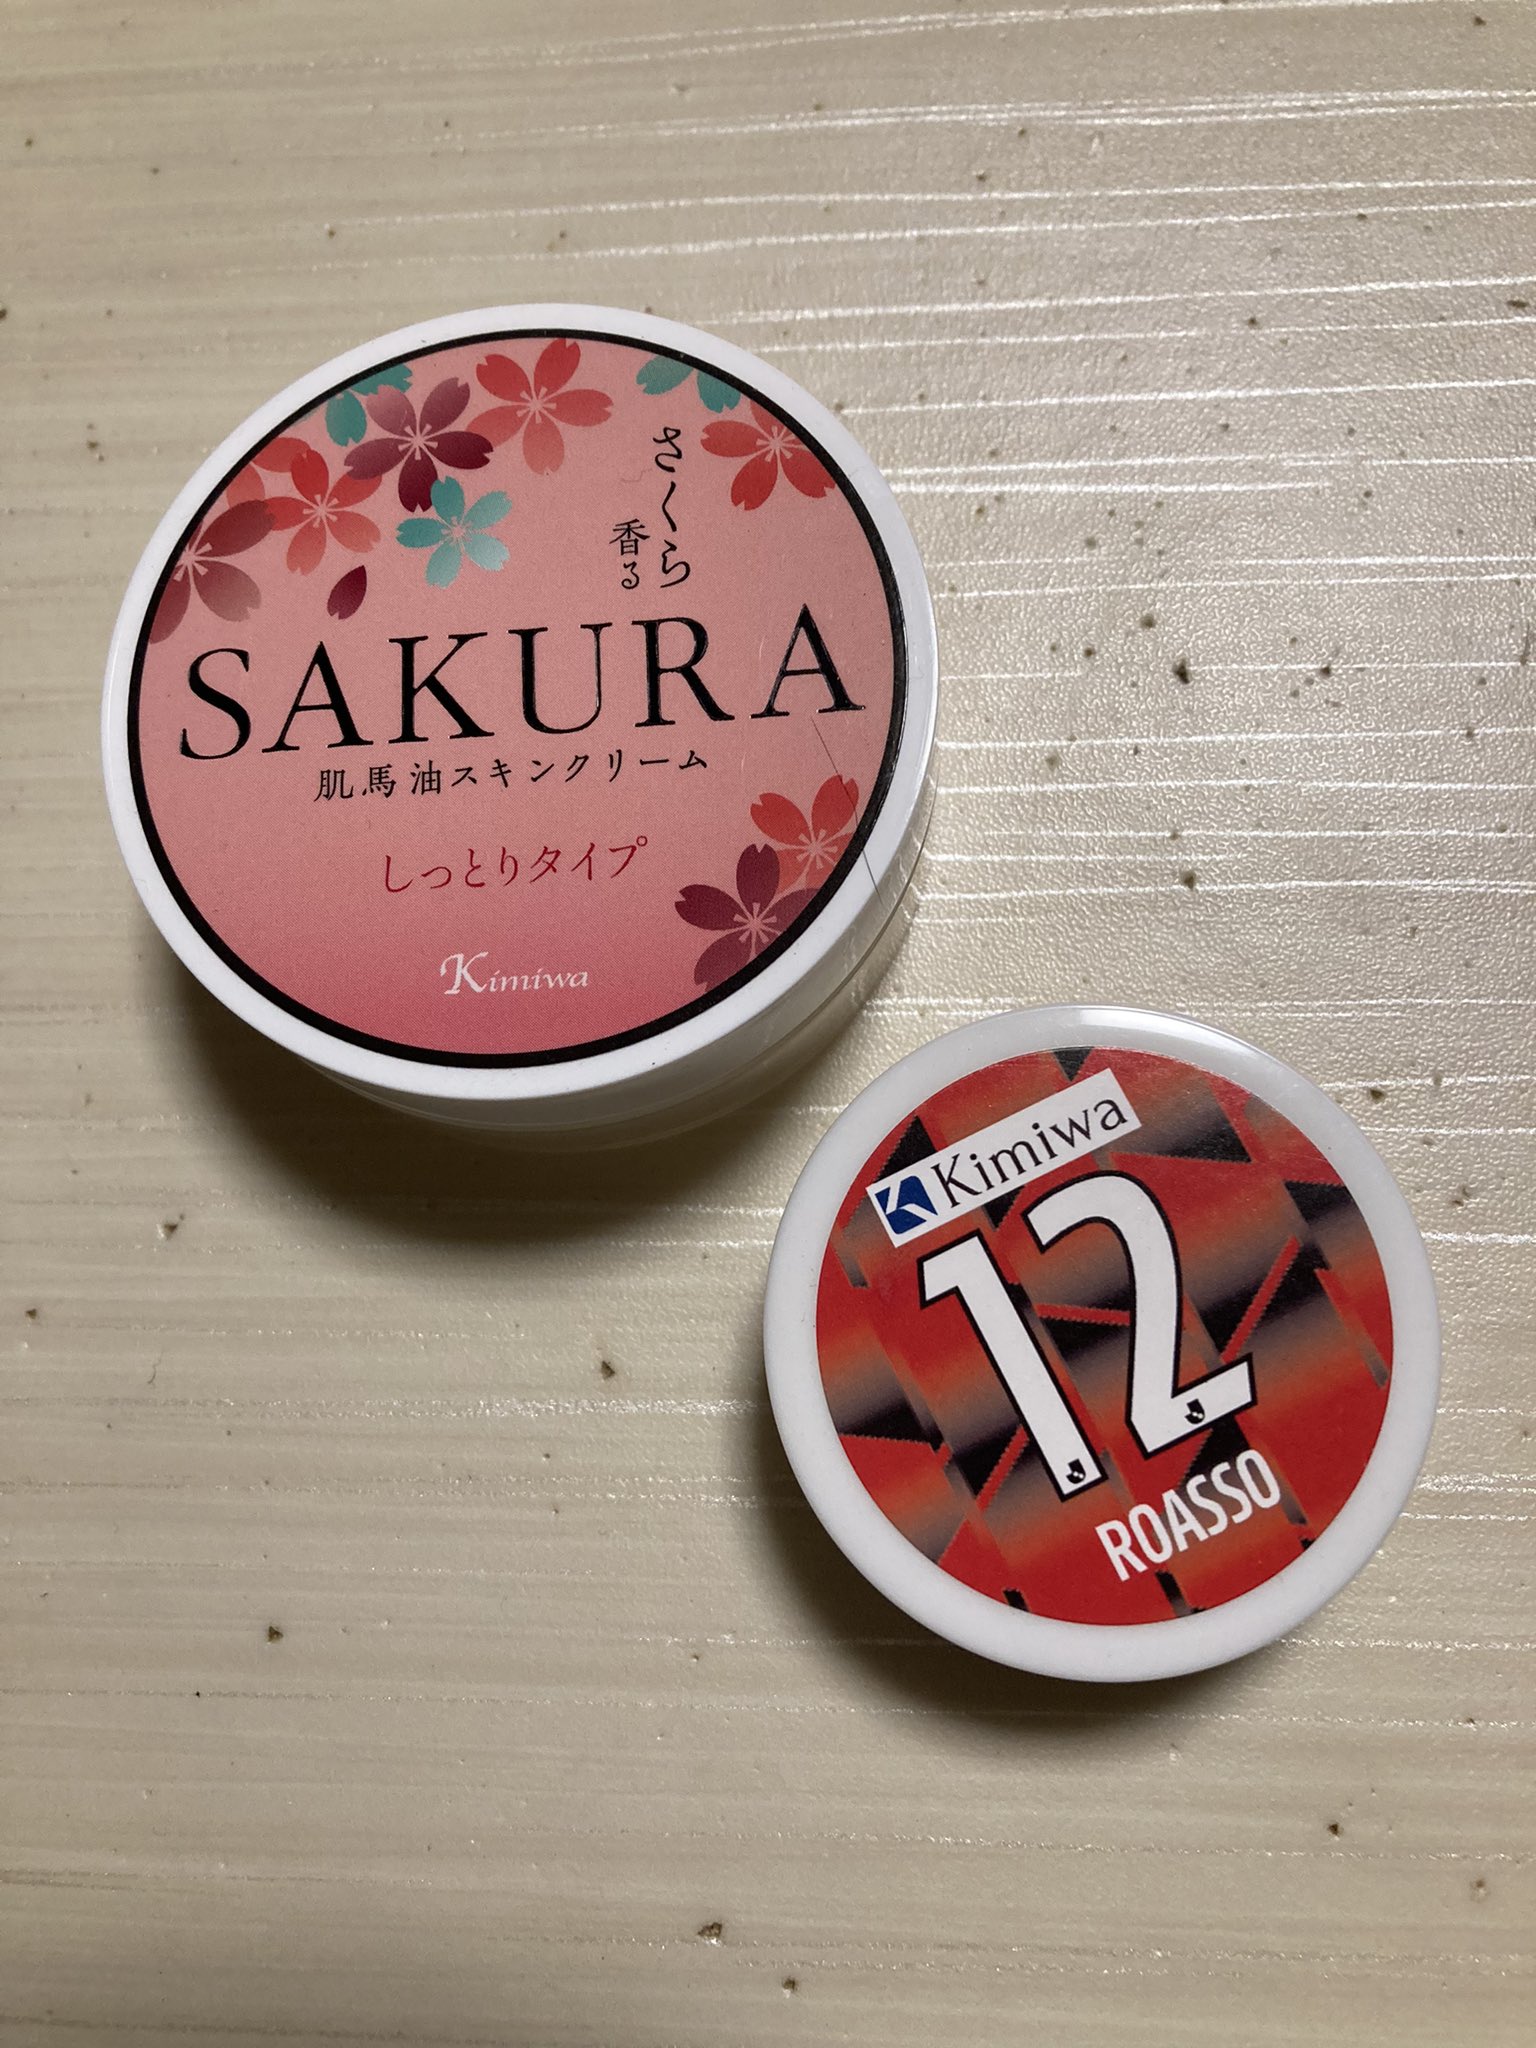 さくら
香る
SAKURA
肌馬油スキンクリーム
しっとりタイプ
Kimiwa
Kimiwa
12
ROASSO